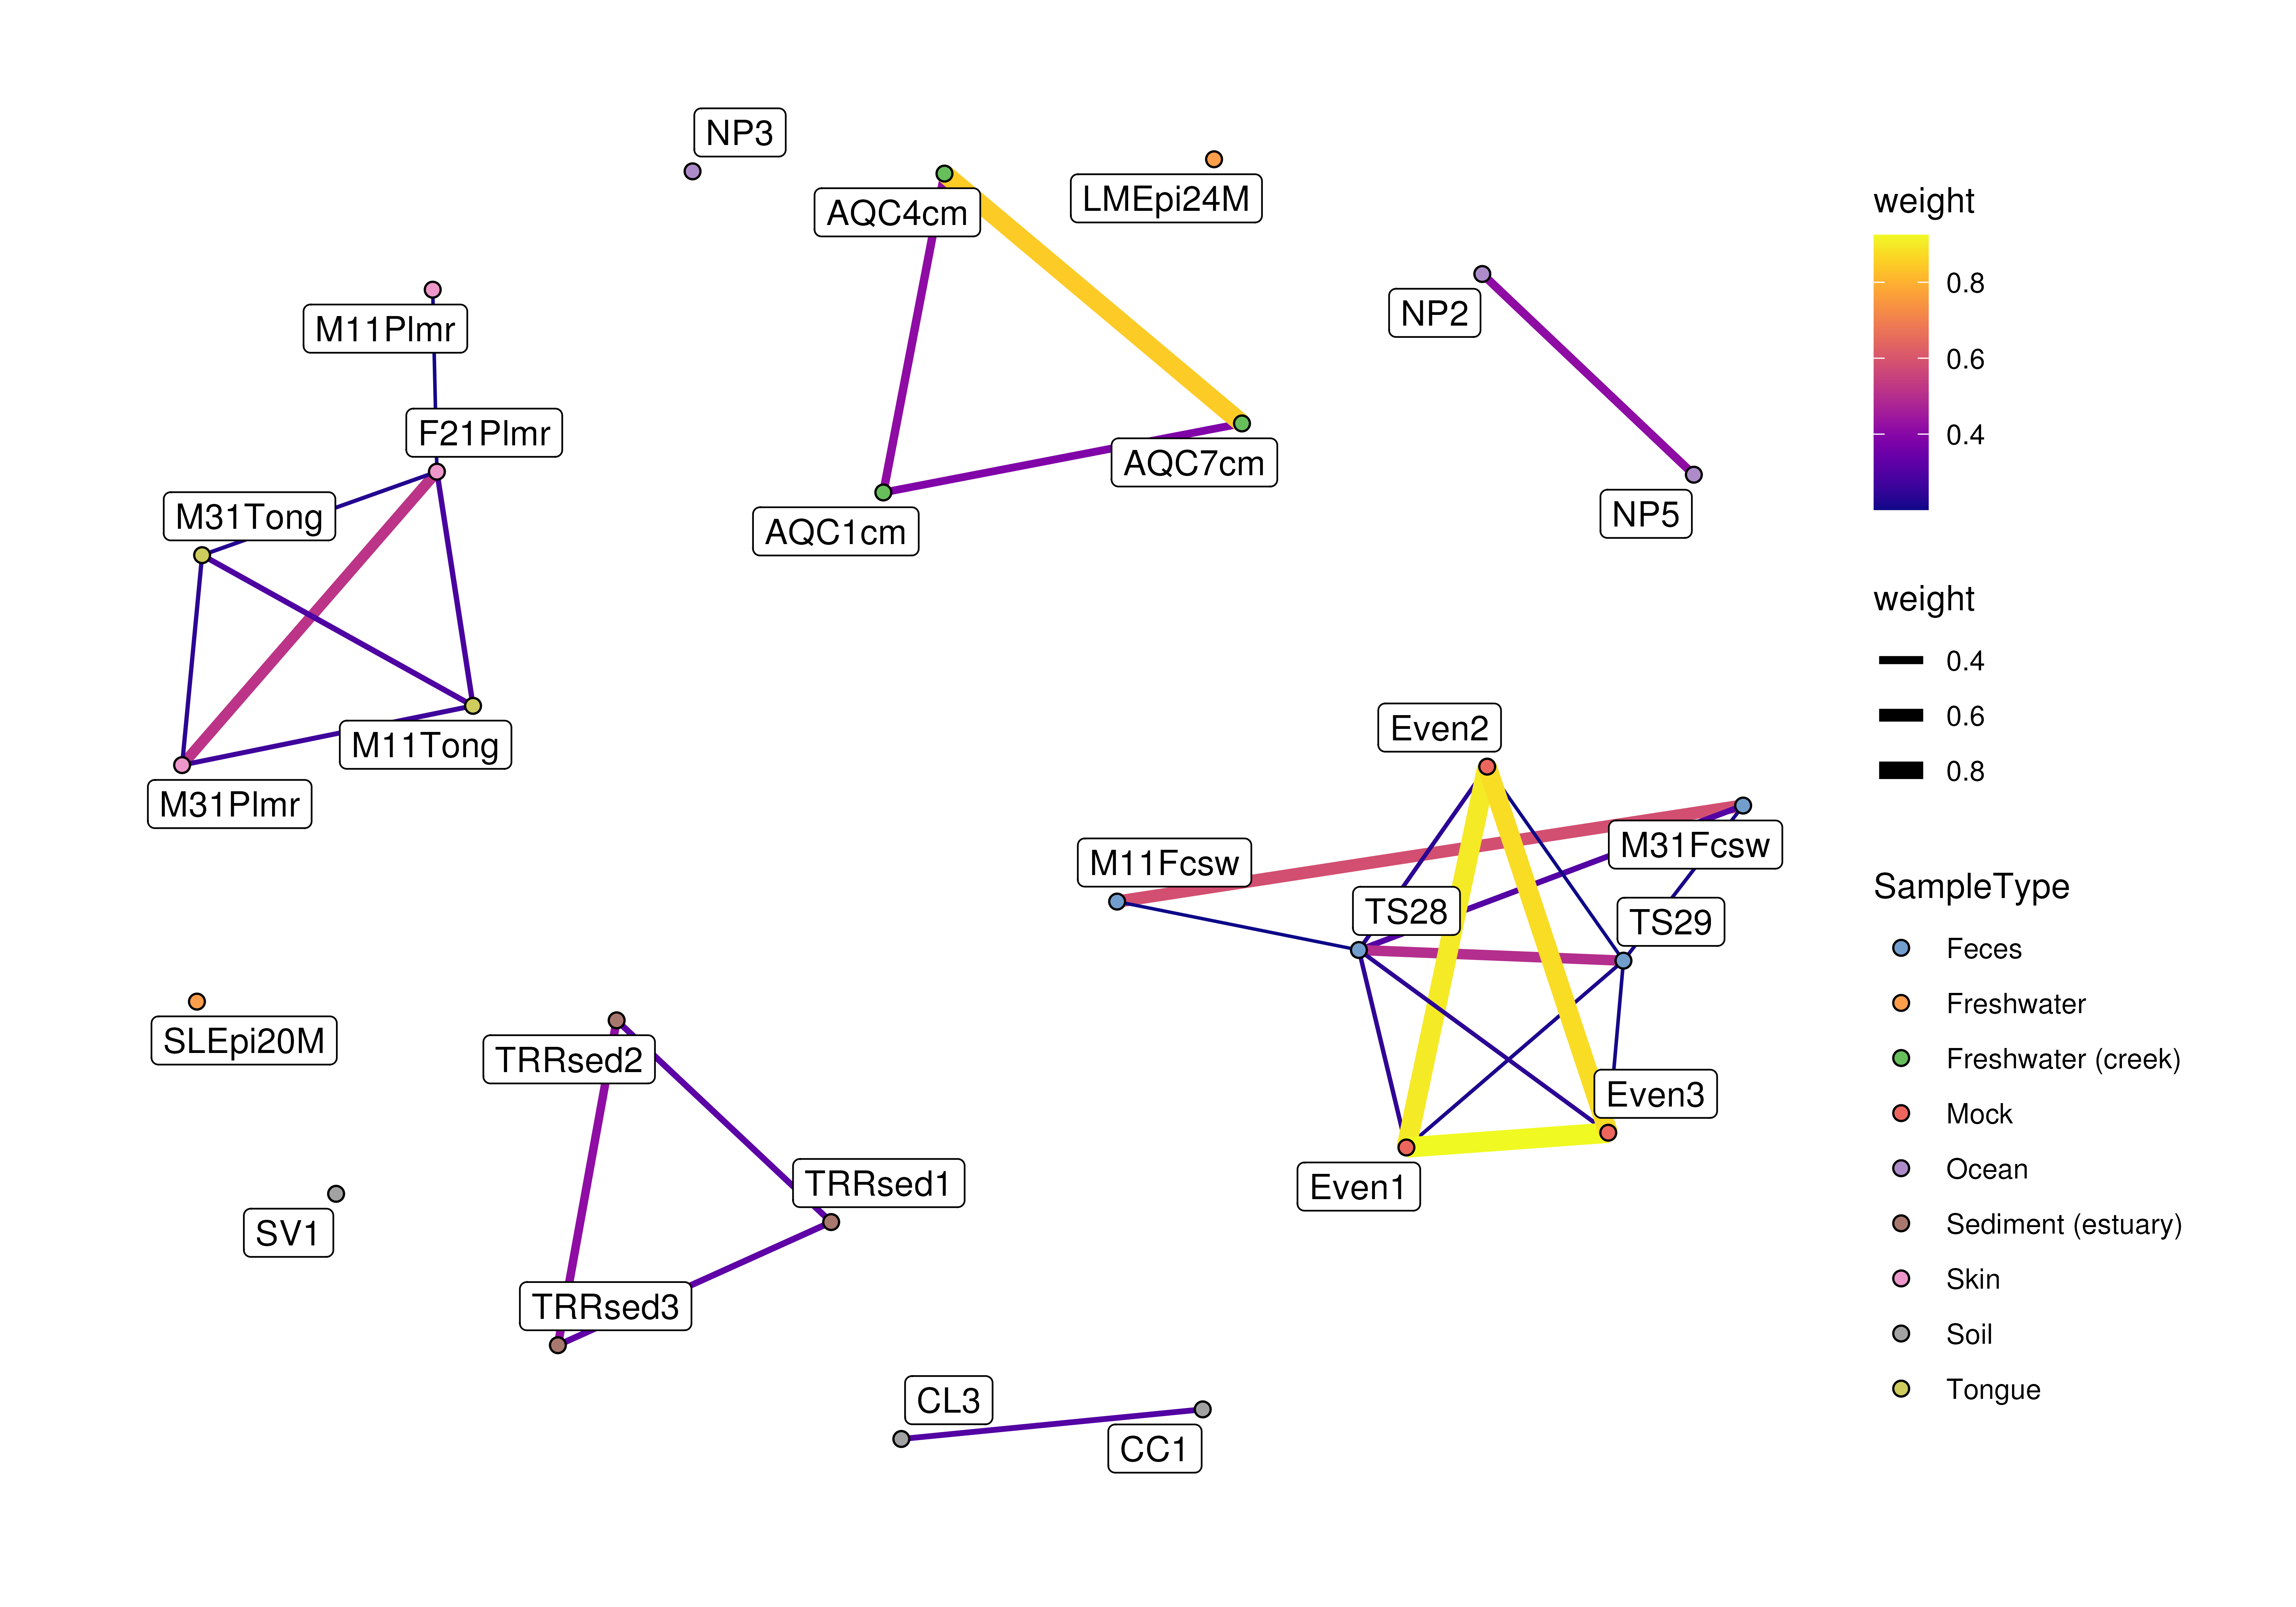 NP3
AQC4cm
LMEpi24M
M11Plmr
NP2
F21Plmr
AQC7cm
M31Tong
NP5
AQC1cm
Even2
M11Tong
M31Plmr
M31Fcsw
M11Fcsw
TS28
TS29
SLEpi20M
TRRsed2
Even3
TRRsed1
Even1
SV1
TRRsed3
CL3
CC1
weight
0.8
0.6
0.4
weight
0.4
0.6
0.8
SampleType
Feces
Freshwater
Freshwater (creek)
Mock
Ocean
Sediment (estuary)
Skin
Soil
Tongue